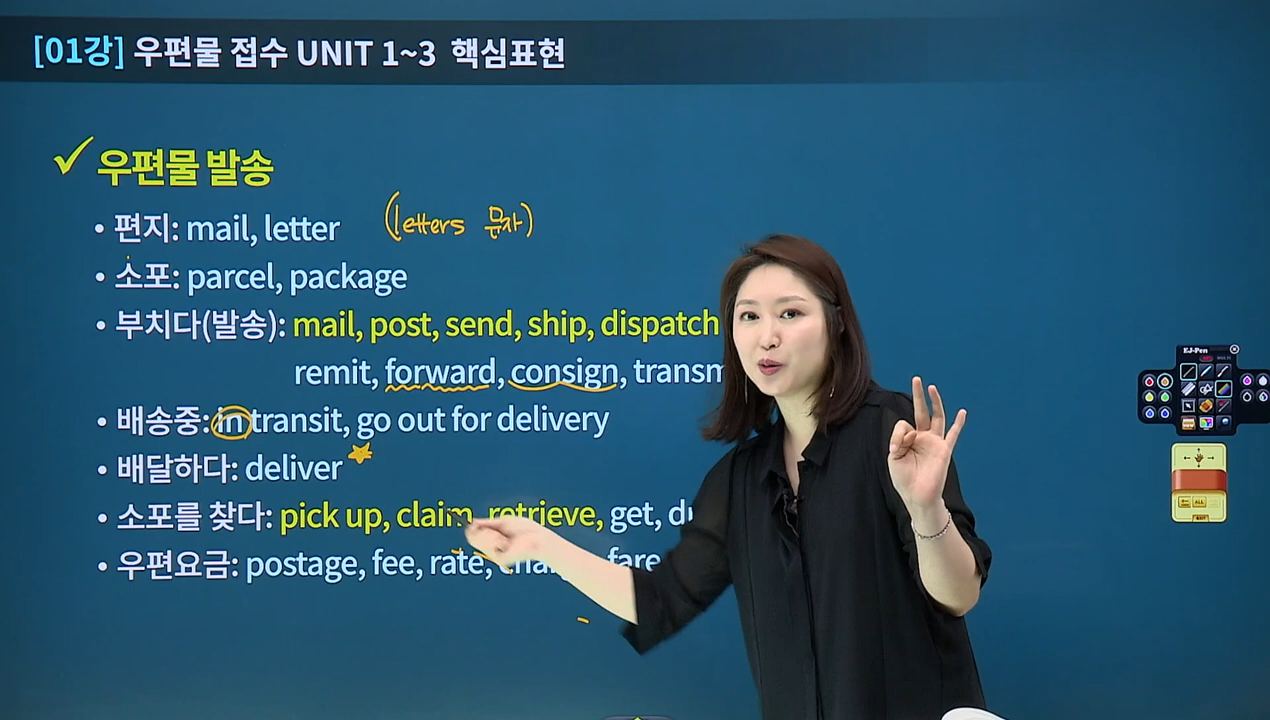 [01강] 우편물 접수 UNIT 1~3 핵심표현
우편물 발송
• 편지: mail, letter (letters 문자)
• 소포: parcel, package
• 부치다(발송): mail, post, send, ship, dispatch
remit, forward, consign,
• 배송중: in transit, go out for delivery
• 배달하다: deliver
• 소포를 찾다: pick up, claim, retrieve, get,
• 우편요금: postage, fee, rate, fare
EJ-Pen
ALL
EXIT